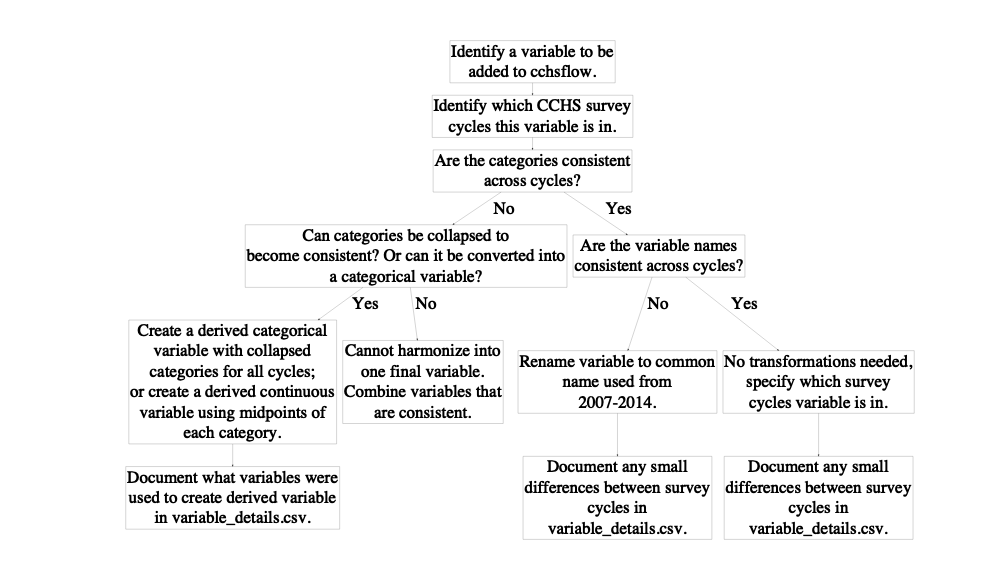 Identify a variable to be
added to cchsflow.
Identify which CCHS survey
cycles this variable is in.
Are the categories consistent
across cycles?
No
Yes
Can categories be collapsed to
become consistent? Or can it be converted into
a categorical variable?
Are the variable names
consistent across cycles?
Yes
No
No
Yes
Create a derived categorical
variable with collapsed
categories for all cycles;
or create a derived continuous
variable using midpoints of
each category.
Cannot harmonize into
one final variable.
Combine variables that
are consistent.
Rename variable to common
name used from
2007-2014.
No transformations needed,
specify which survey
cycles variable is in.
Document what variables were
used to create derived variable
in variable_details.csv.
Document any small
differences between survey
cycles in
variable_details.csv.
Document any small
differences between survey
cycles in
variable_details.csv.